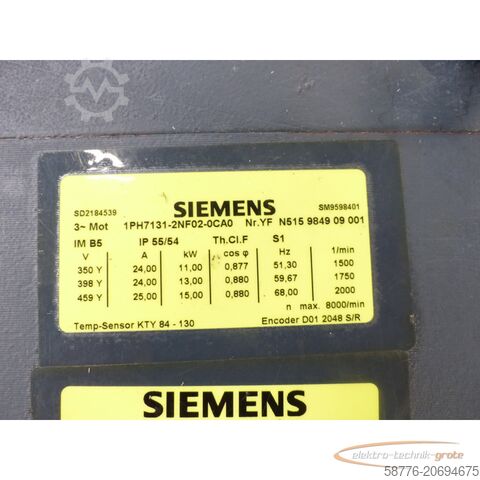 SD2184539 SIEMENS SM9598401
3~ Mot 1PH7131-2NF02-0CA0 Nr.YF N515 9849 09 001
IM B5 IP 55/54 Th.Cl.F S1
V A kW cos φ Hz 1/min
350 Y 24,00 11,00 0,877 51,30 1500
398 Y 24,00 13,00 0,880 59,67 1750
459 Y 25,00 15,00 0,880 68,00 2000
n max. 8000/min
Temp-Sensor KTY 84 - 130 Encoder D01 2048 S/R
SIEMENS
elektro-technik-grote
58776-20694675